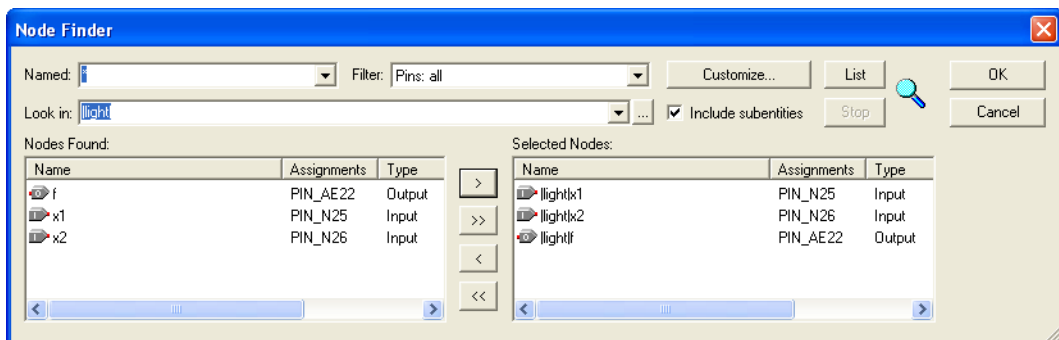 Node Finder
Named: * Filter: Pins: all Customize... List OK
Look in: |light| ... Include subentities Stop Cancel
Nodes Found: Selected Nodes:
Name Assignments Type > Name Assignments Type
f PIN_AE22 Output |light|x1 PIN_N25 Input
x1 PIN_N25 Input >> |light|x2 PIN_N26 Input
x2 PIN_N26 Input |light|f PIN_AE22 Output
<
<<